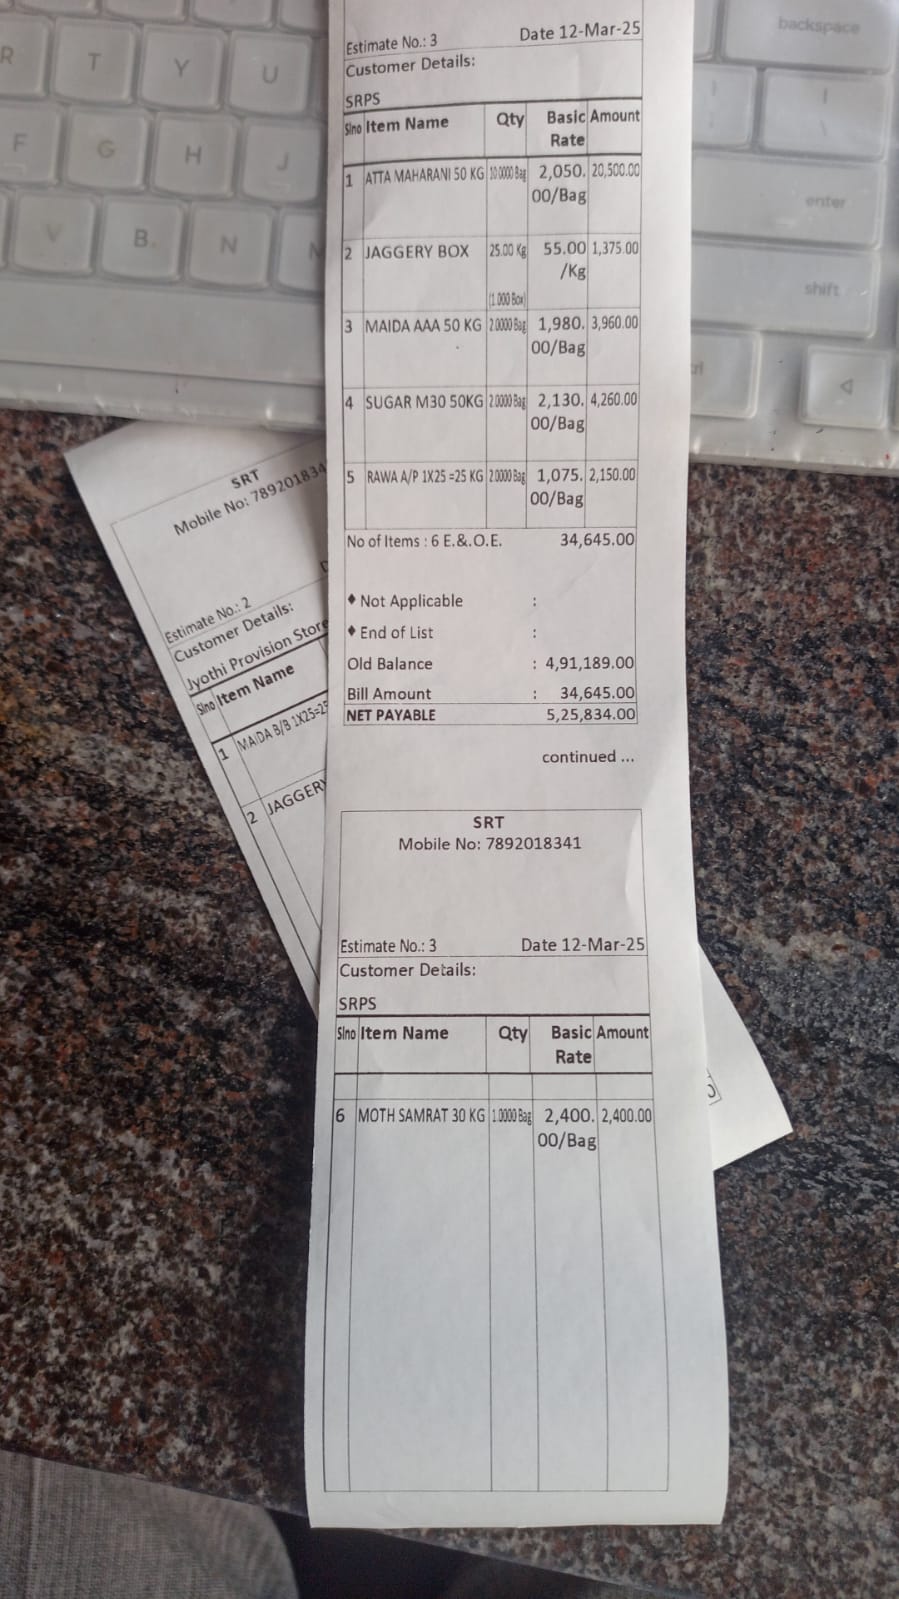 Estimate No.: 3 Date 12-Mar-25
Customer Details:
SRPS
Slno Item Name Qty Basic Rate Amount
1 ATTA MAHARANI 50 KG 10.0000 Bag 2,050.00/Bag 20,500.00
2 JAGGERY BOX 25.00 Kg 55.00/Kg 1,375.00
(1.000 Box)
3 MAIDA AAA 50 KG 2.0000 Bag 1,980.00/Bag 3,960.00
4 SUGAR M30 50KG 2.0000 Bag 2,130.00/Bag 4,260.00
5 RAWA A/P 1X25 =25 KG 2.0000 Bag 1,075.00/Bag 2,150.00
No of Items : 6 E.&.O.E. 34,645.00
♦ Not Applicable :
♦ End of List :
Old Balance : 4,91,189.00
Bill Amount : 34,645.00
NET PAYABLE 5,25,834.00
continued ...
SRT
Mobile No: 7892018341
Estimate No.: 3 Date 12-Mar-25
Customer Details:
SRPS
Slno Item Name Qty Basic Rate Amount
6 MOTH SAMRAT 30 KG 1.0000 Bag 2,400.00/Bag 2,400.00
SRT
Mobile No: 789201834
Estimate No.: 2
Customer Details:
Jyothi Provision Store
Slno Item Name
1 MAIDA B/B 1X25=25
2 JAGGERY
R T Y U
F G H J
V B N
backspace
enter
shift